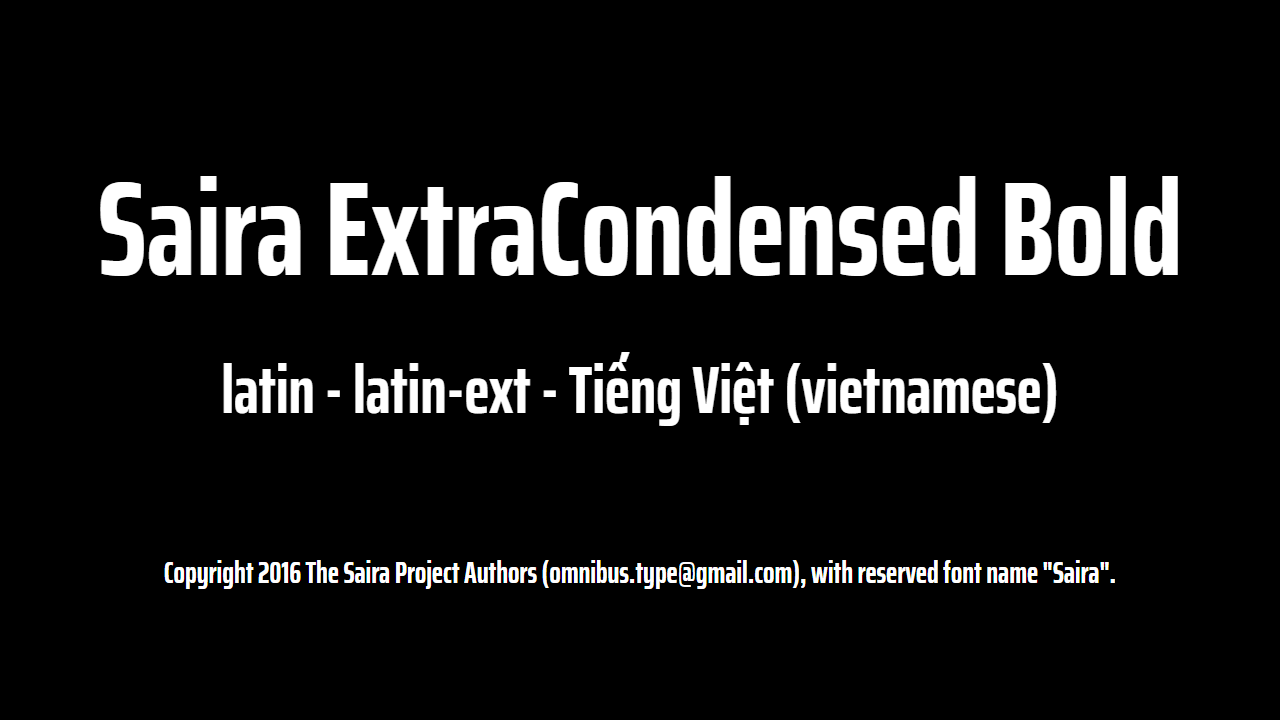 Saira ExtraCondensed Bold
latin - latin-ext - Tiếng Việt (vietnamese)
Copyright 2016 The Saira Project Authors (omnibus.type@gmail.com), with reserved font name "Saira".